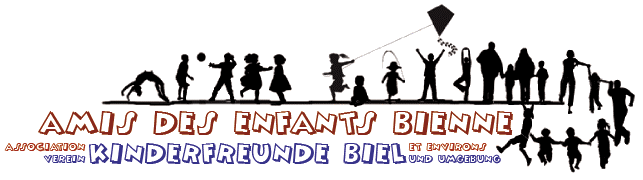 AMIS DES ENFANTS BIENNE
ASSOCIATION KINDERFREUNDE BIEL ET ENVIRONS
VEREIN UND UMGEBUNG